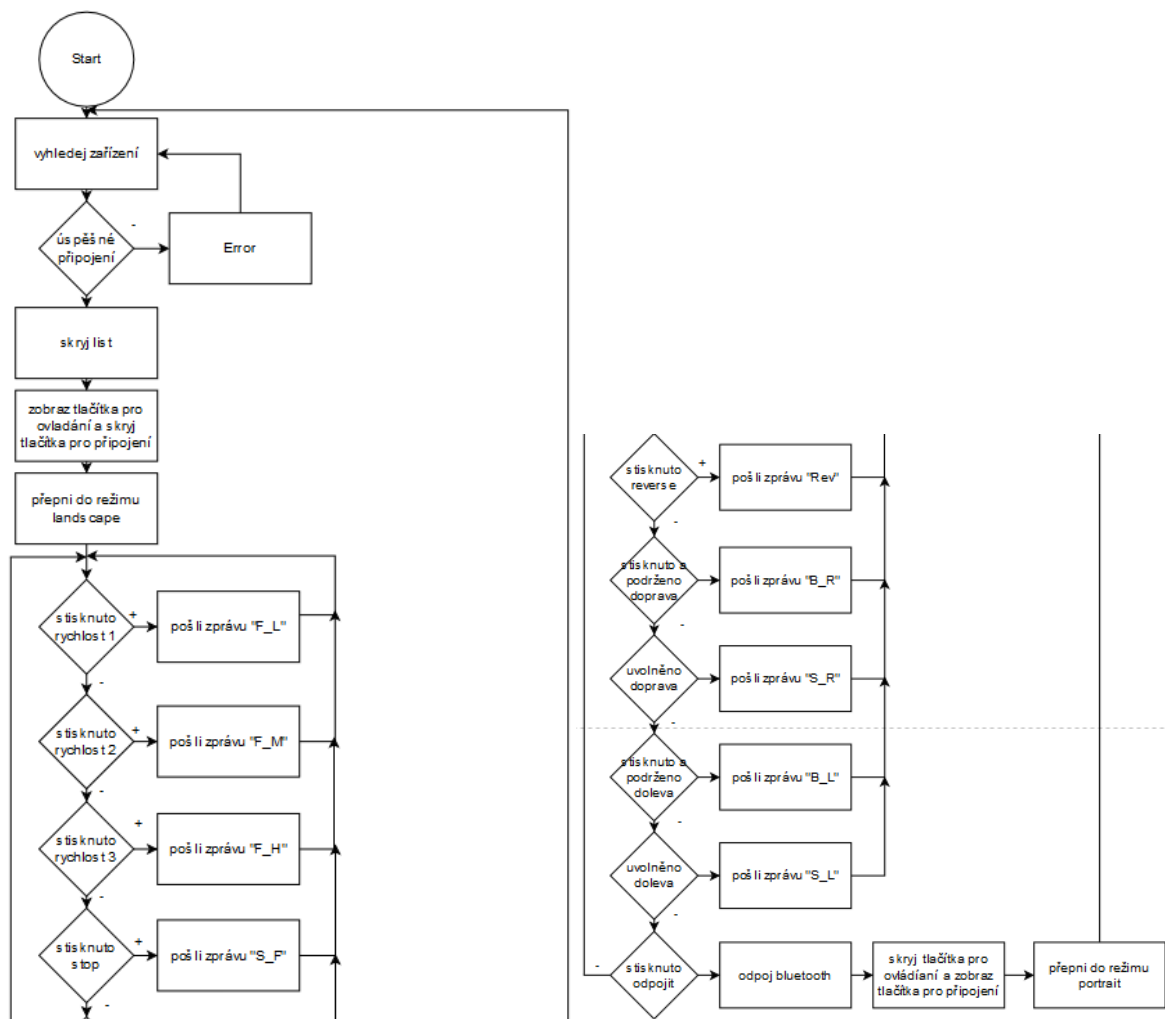 Start
vyhledej zařízení
-
úspěšné
připojení
Error
skryj list
zobraz tlačítka pro
ovladání a skryj
tlačítka pro připojení
přepni do režimu
landscape
stisknuto
rychlost 1
+
pošli zprávu "F_L"
-
stisknuto
rychlost 2
+
pošli zprávu "F_M"
-
stisknuto
rychlost 3
+
pošli zprávu "F_H"
-
stisknuto
stop
+
pošli zprávu "S_F"
-
stisknuto
reverse
+
pošli zprávu "Rev"
-
stisknuto a
podrženo
doprava
pošli zprávu "B_R"
-
uvolněno
doprava
pošli zprávu "S_R"
-
stisknuto a
podrženo
doleva
pošli zprávu "B_L"
-
uvolněno
doleva
pošli zprávu "S_L"
-
-
stisknuto
odpojit
odpoj bluetooth
skryj tlačítka pro
ovládíaní a zobraz
tlačítka pro připojení
přepni do režimu
portrait